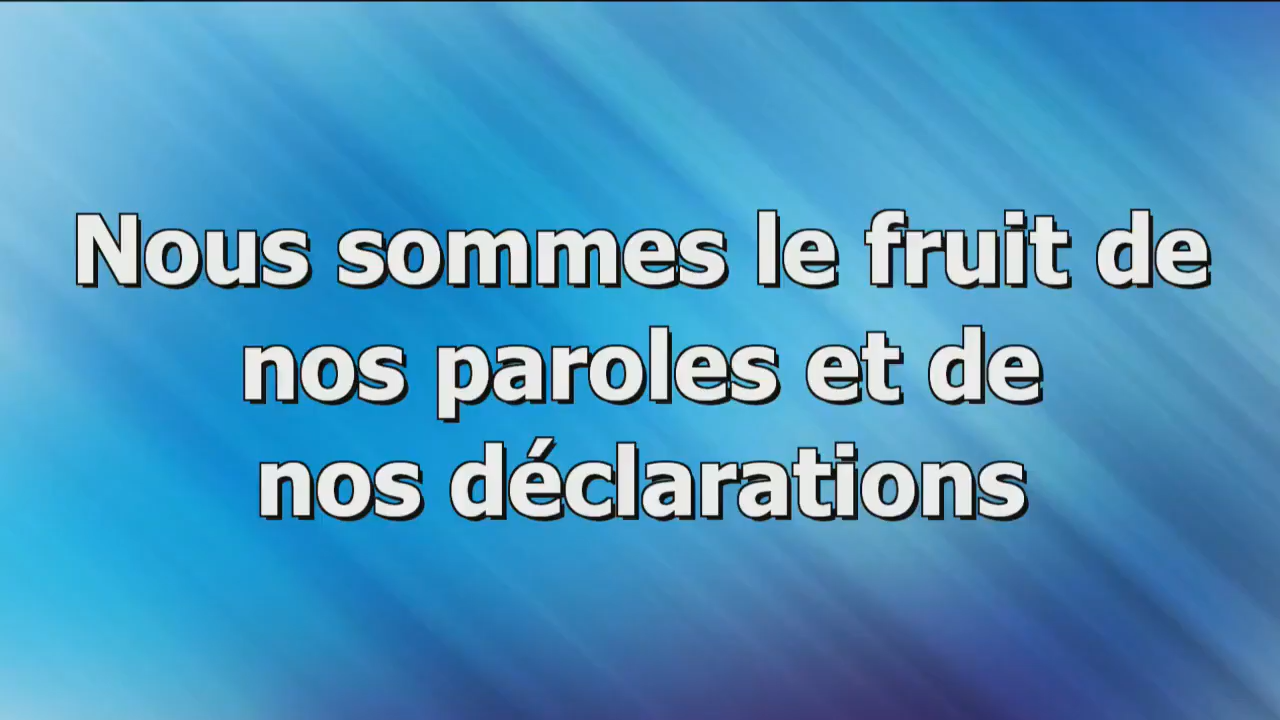 Nous sommes le fruit de
nos paroles et de
nos déclarations